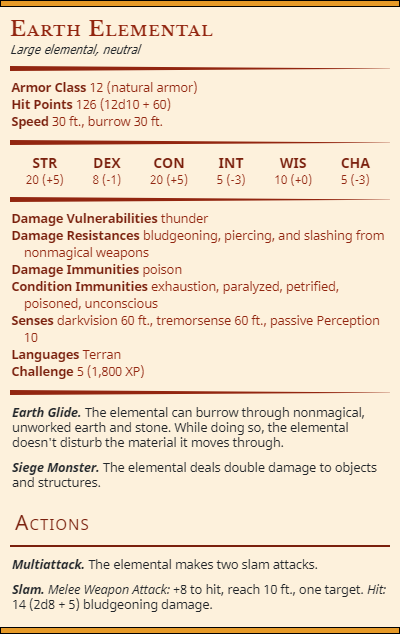 Earth Elemental
Large elemental, neutral
Armor Class 12 (natural armor)
Hit Points 126 (12d10 + 60)
Speed 30 ft., burrow 30 ft.
STR DEX CON INT WIS CHA
20 (+5) 8 (-1) 20 (+5) 5 (-3) 10 (+0) 5 (-3)
Damage Vulnerabilities thunder
Damage Resistances bludgeoning, piercing, and slashing from
nonmagical weapons
Damage Immunities poison
Condition Immunities exhaustion, paralyzed, petrified,
poisoned, unconscious
Senses darkvision 60 ft., tremorsense 60 ft., passive Perception
10
Languages Terran
Challenge 5 (1,800 XP)
Earth Glide. The elemental can burrow through nonmagical,
unworked earth and stone. While doing so, the elemental
doesn't disturb the material it moves through.
Siege Monster. The elemental deals double damage to objects
and structures.
Actions
Multiattack. The elemental makes two slam attacks.
Slam. Melee Weapon Attack: +8 to hit, reach 10 ft., one target. Hit:
14 (2d8 + 5) bludgeoning damage.